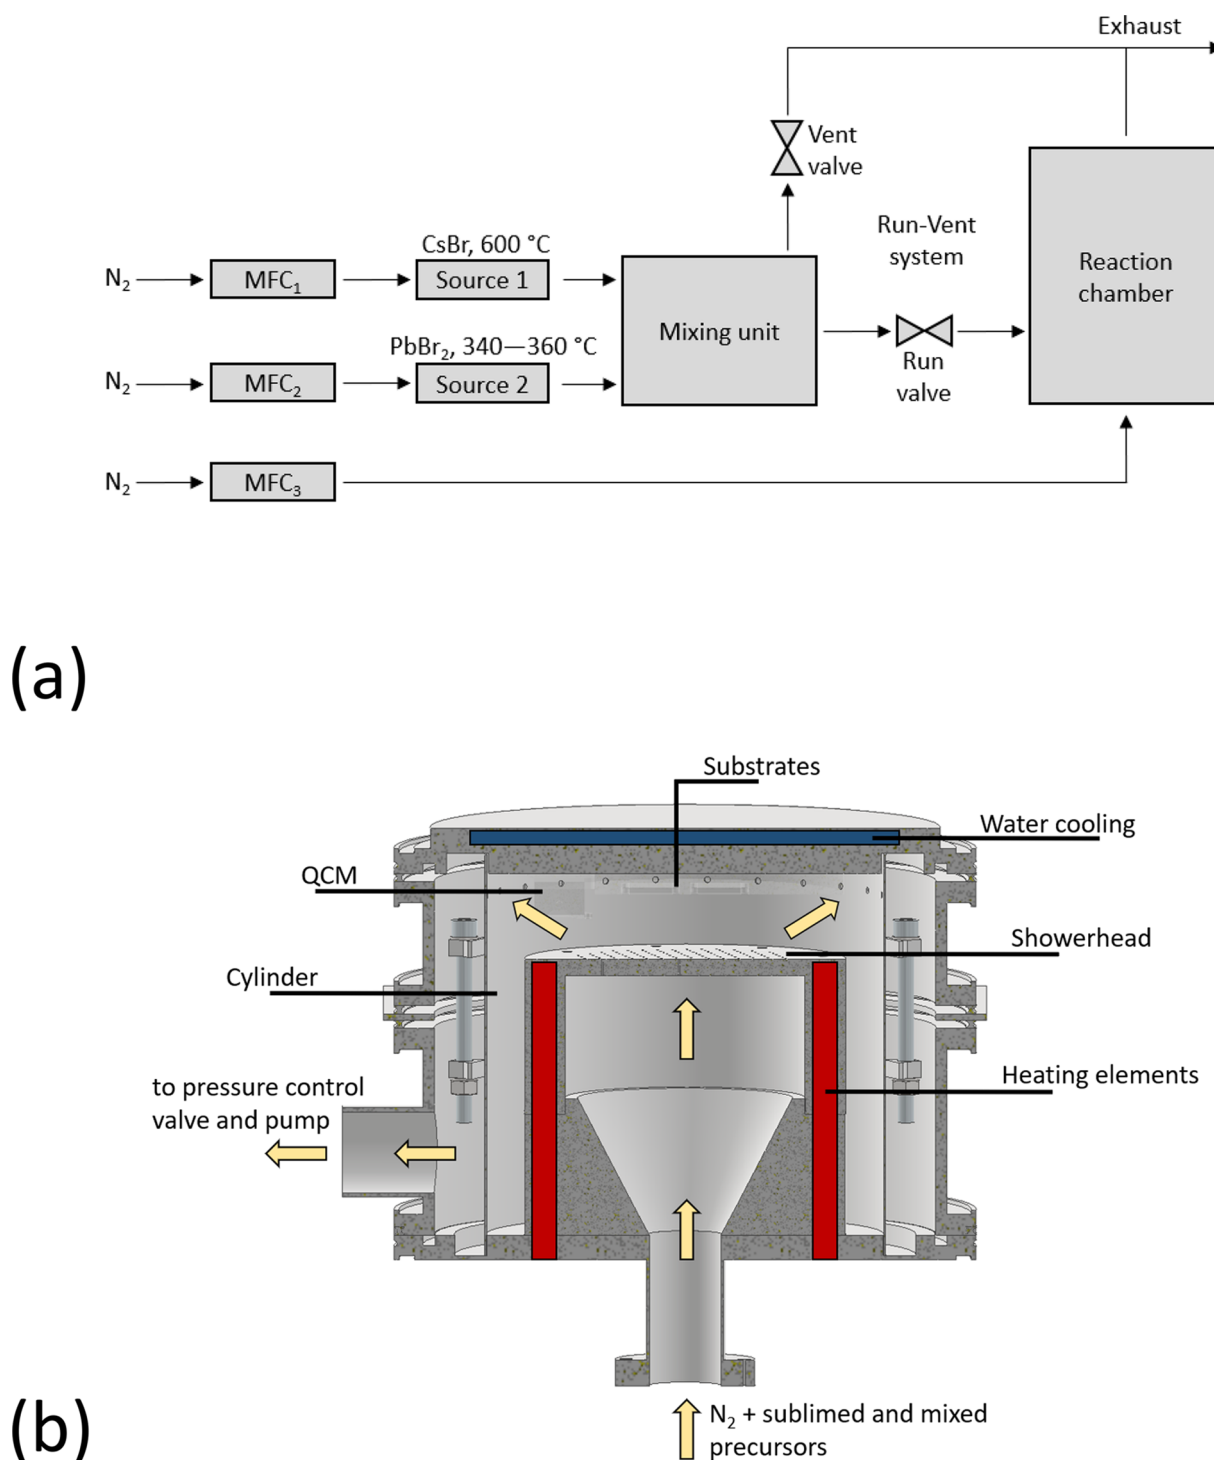 Exhaust
Vent
valve
Run-Vent
system
CsBr, 600 °C
N₂
MFC₁
Source 1
Reaction
chamber
Mixing unit
PbBr₂, 340—360 °C
N₂
MFC₂
Source 2
Run
valve
N₂
MFC₃
(a)
Substrates
Water cooling
QCM
Showerhead
Cylinder
Heating elements
to pressure control
valve and pump
N₂ + sublimed and mixed
precursors
(b)